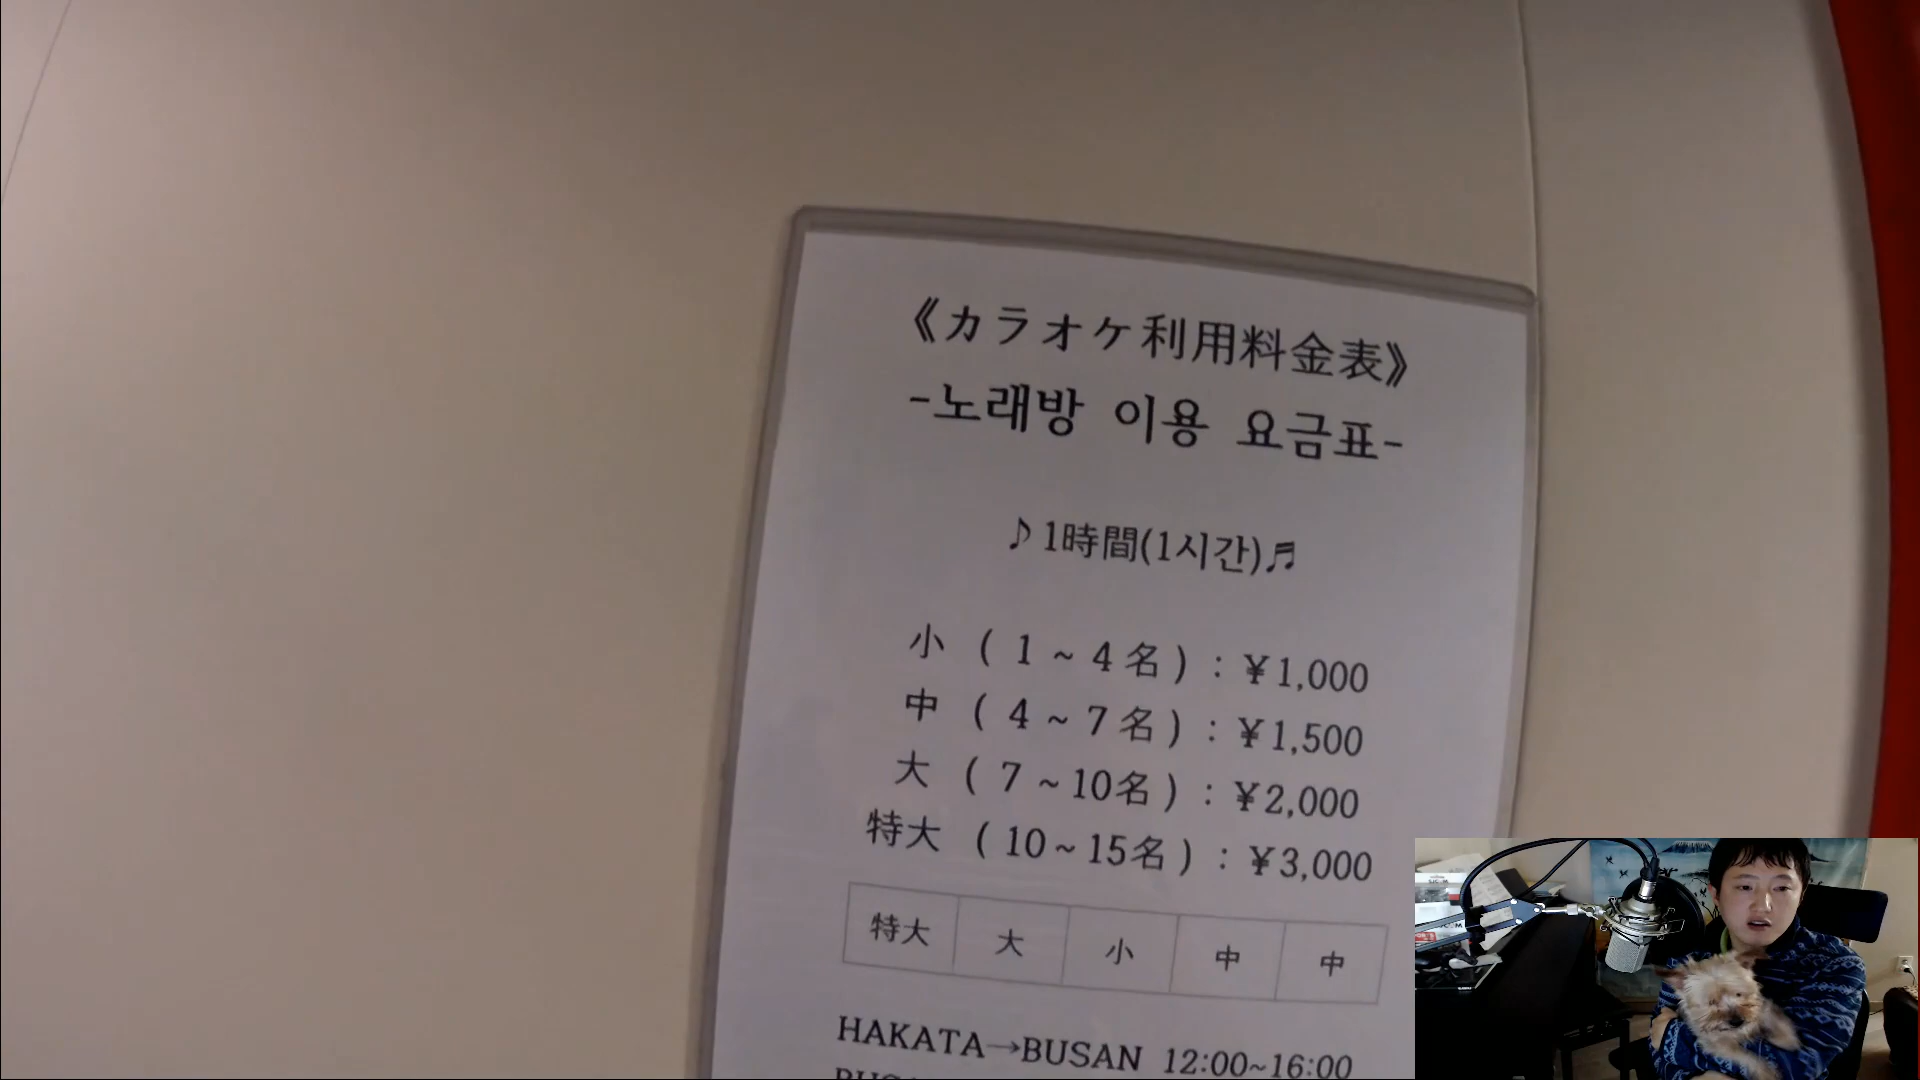 《カラオケ利用料金表》
-노래방 이용 요금표-
♪1時間(1시간)♬
小 ( 1 ~ 4 名 ) : ¥1,000
中 ( 4 ~ 7 名 ) : ¥1,500
大 ( 7 ~ 10名 ) : ¥2,000
特大 ( 10 ~ 15名 ) : ¥3,000
特大 大 小 中 中
HAKATA→BUSAN 12:00~16:00